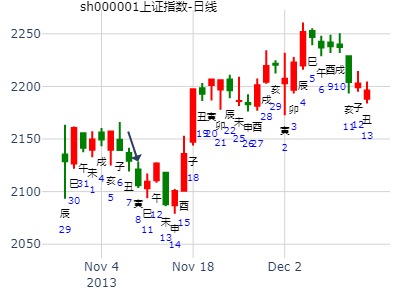 sh000001上证指数-日线
2250
2200
2150
2100
2050
辰
29
巳
30
午
31
未
1
戌
4
亥
5
子
6
丑
7
寅
8
巳
11
午
12
未
13
申
14
酉
15
子
18
丑
19
寅
20
卯
21
辰
22
未
25
申
26
酉
27
戌
28
亥
29
寅
2
卯
3
辰
4
巳
5
午
6
酉
9
戌
10
亥
11
子
12
丑
13
Nov 4
2013
Nov 18
Dec 2